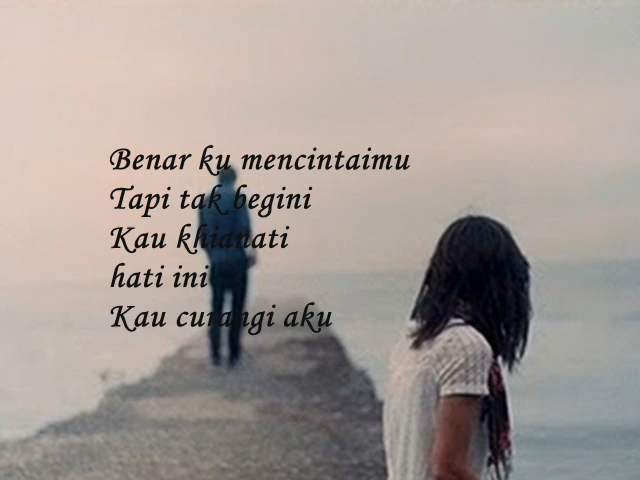 Benar ku mencintaimu
Tapi tak begini
Kau khianati
hati ini
Kau curangi aku